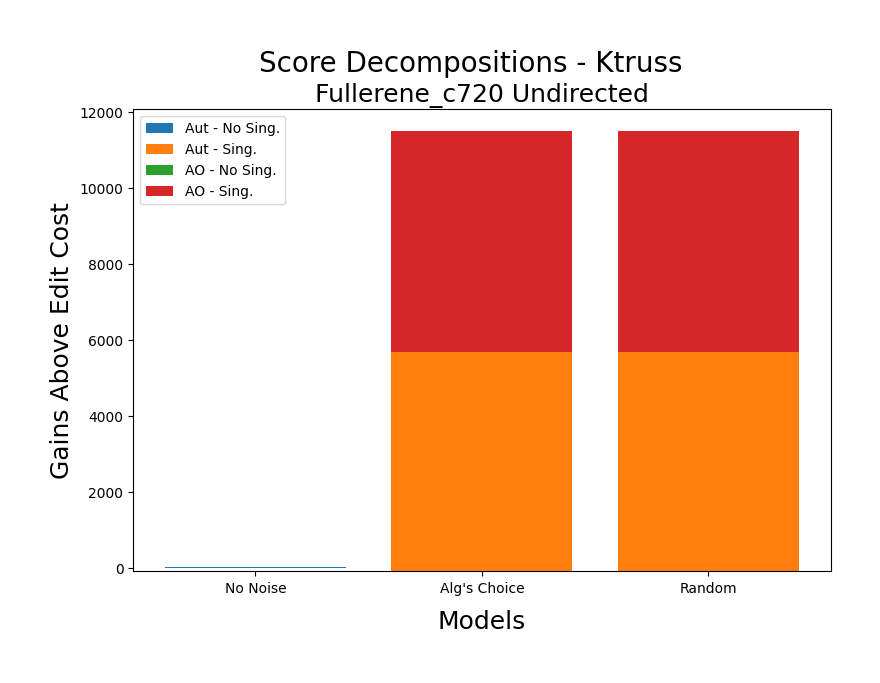 Score Decompositions - Ktruss
Fullerene_c720 Undirected
Gains Above Edit Cost
12000
10000
8000
6000
4000
2000
0
Aut - No Sing.
Aut - Sing.
AO - No Sing.
AO - Sing.
No Noise
Alg's Choice
Random
Models